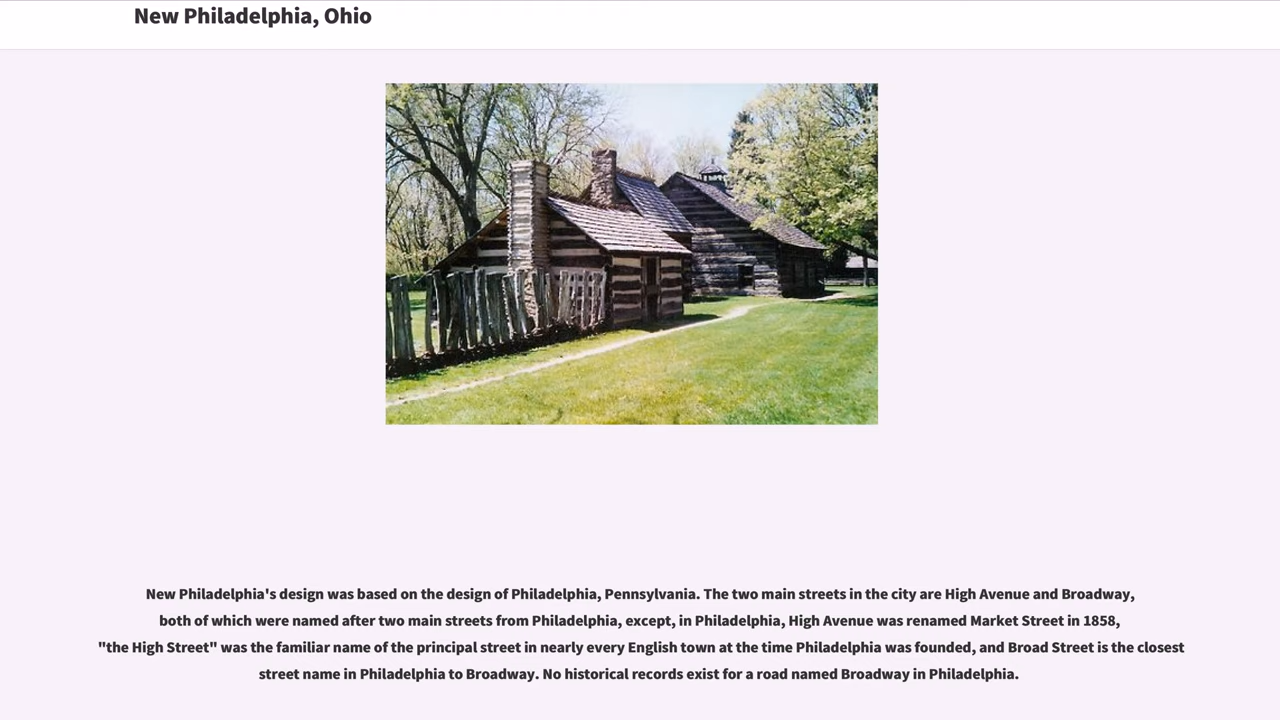 New Philadelphia, Ohio
New Philadelphia's design was based on the design of Philadelphia, Pennsylvania. The two main streets in the city are High Avenue and Broadway,
both of which were named after two main streets from Philadelphia, except, in Philadelphia, High Avenue was renamed Market Street in 1858,
"the High Street" was the familiar name of the principal street in nearly every English town at the time Philadelphia was founded, and Broad Street is the closest
street name in Philadelphia to Broadway. No historical records exist for a road named Broadway in Philadelphia.